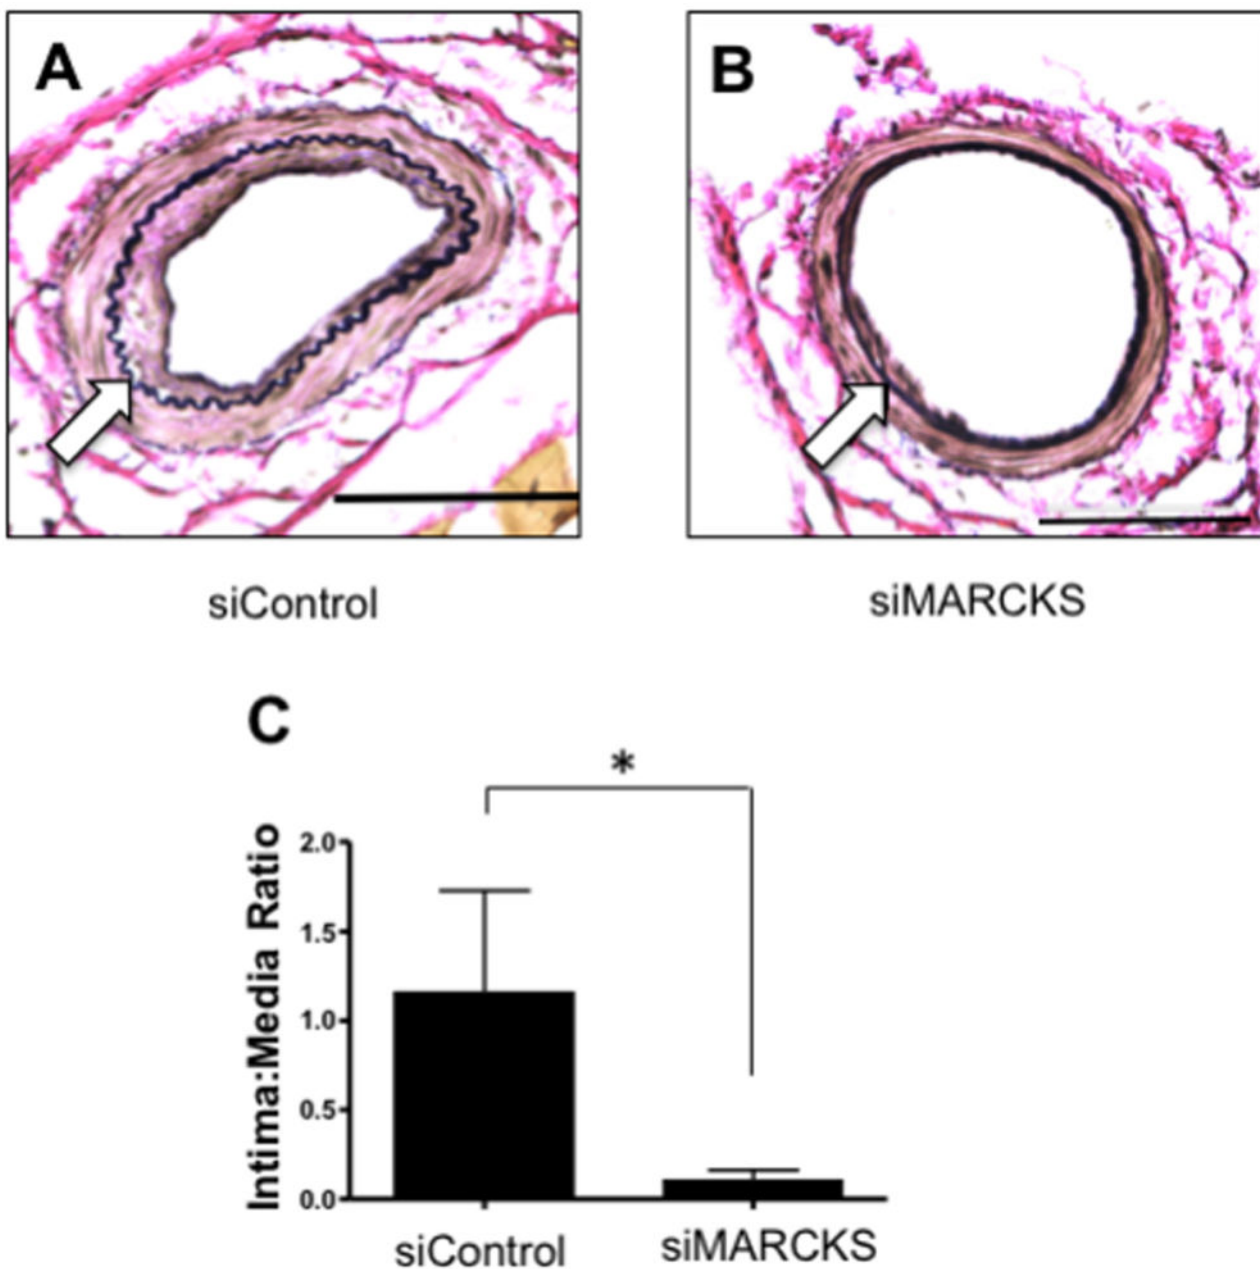 A
B
siControl
siMARCKS
C
*
Intima:Media Ratio
2.0
1.5
1.0
0.5
0.0
siControl
siMARCKS